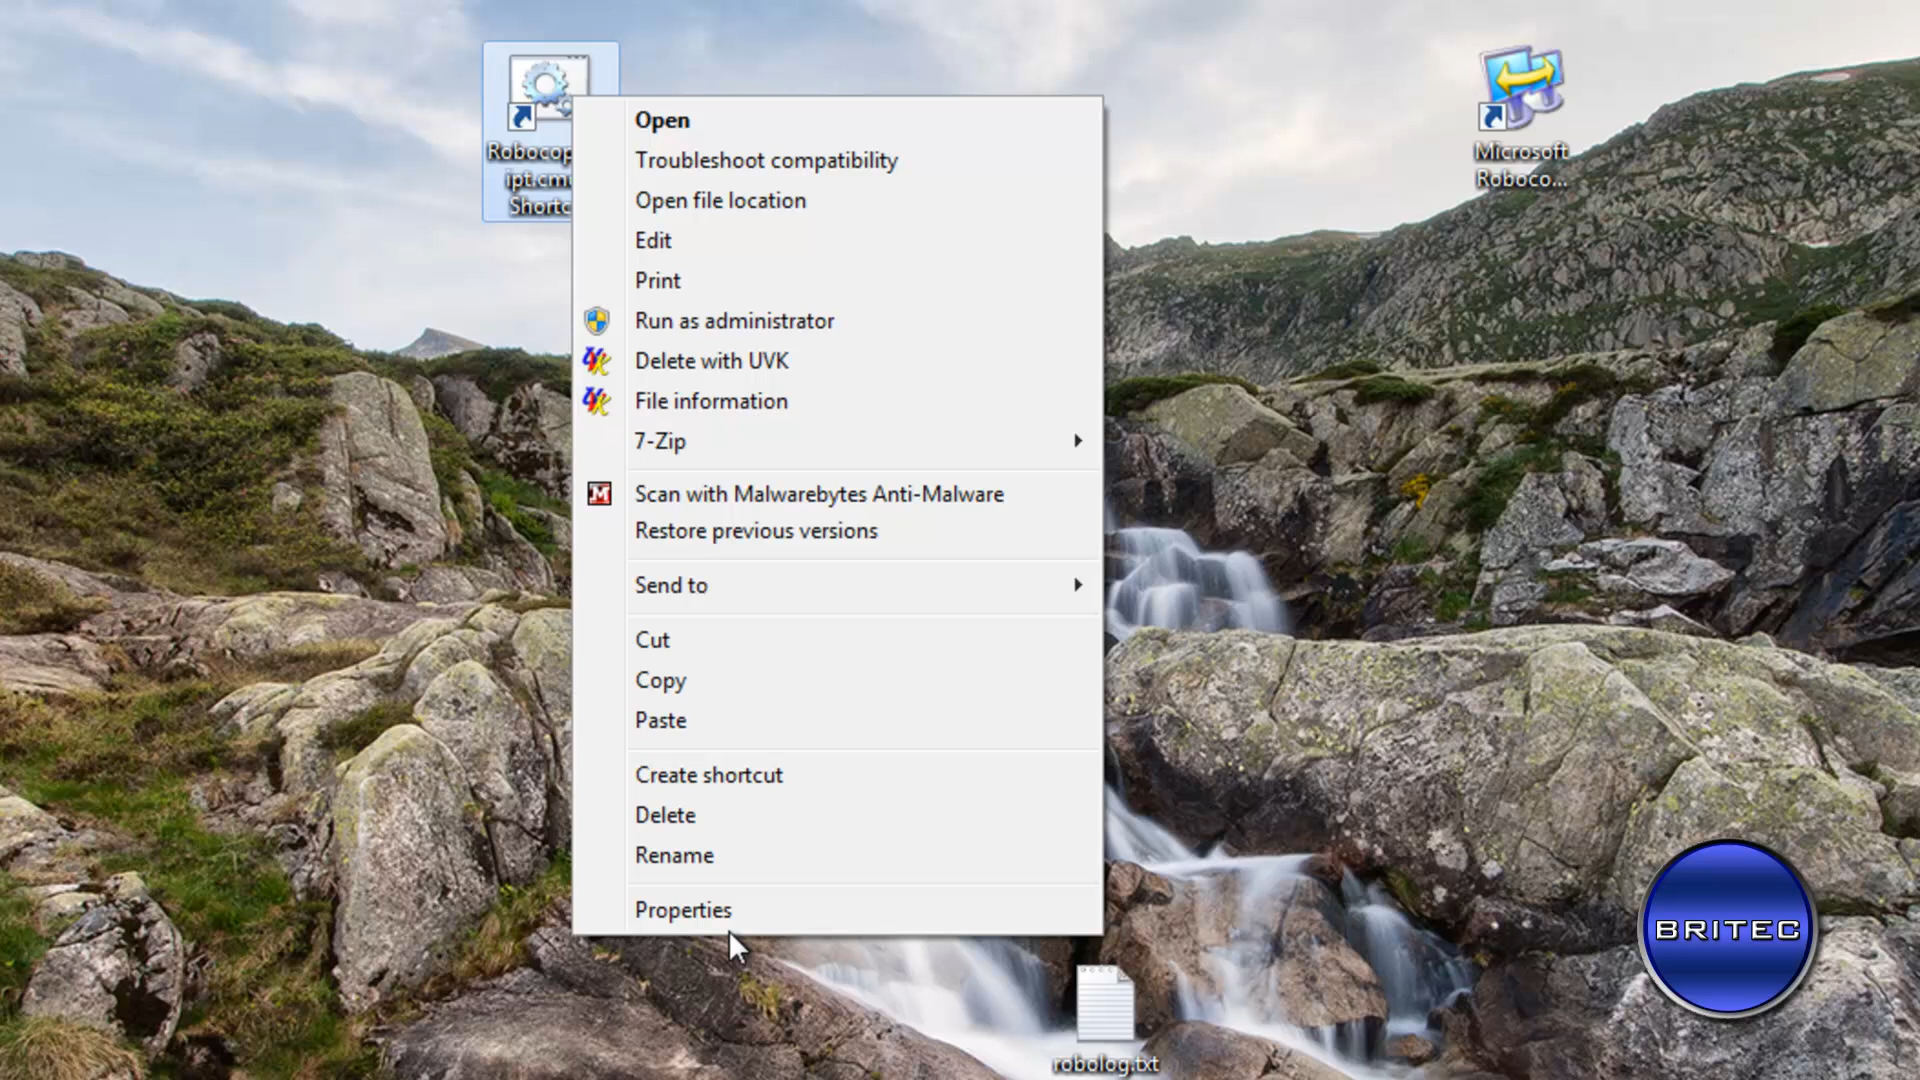 Robocop
ipt.cm
Shortc
Microsoft
Roboco...
Open
Troubleshoot compatibility
Open file location
Edit
Print
Run as administrator
Delete with UVK
File information
7-Zip
Scan with Malwarebytes Anti-Malware
Restore previous versions
Send to
Cut
Copy
Paste
Create shortcut
Delete
Rename
Properties
BRITEC
robolog.txt